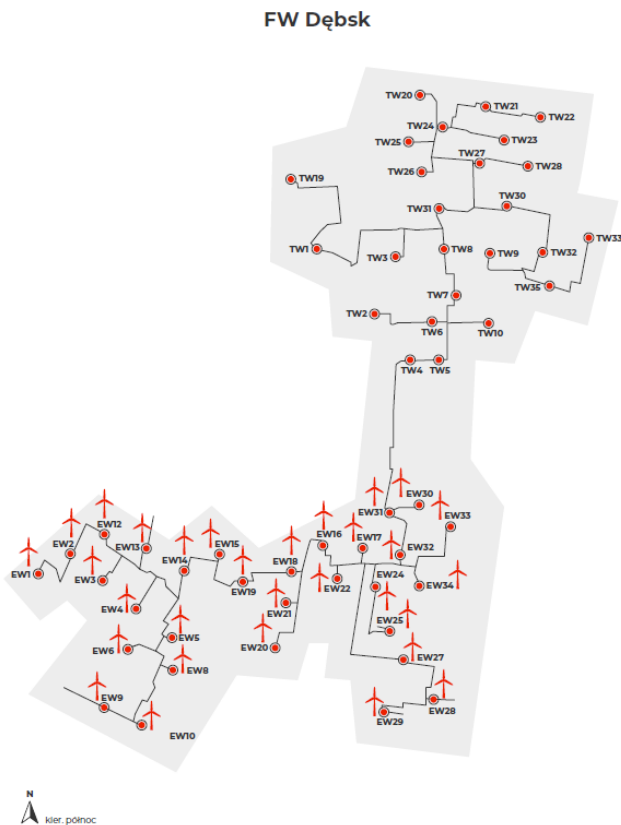 FW Dębsk
TW20
TW21
TW22
TW24
TW25
TW23
TW27
TW26
TW28
TW19
TW31
TW30
TW33
TW1
TW3
TW8
TW9
TW32
TW35
TW7
TW2
TW6
TW10
TW4
TW5
EW30
EW31
EW33
EW12
EW2
EW13
EW16
EW17
EW32
EW15
EW14
EW18
EW1
EW3
EW19
EW22
EW24
EW34
EW4
EW21
EW25
EW5
EW6
EW20
EW8
EW27
EW9
EW28
EW29
EW10
N
kier. północ